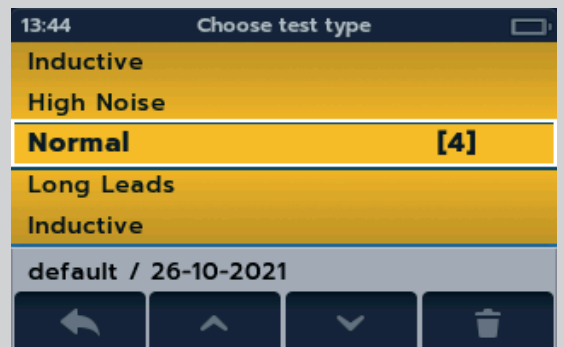 13:44 Choose test type
Inductive
High Noise
Normal [4]
Long Leads
Inductive
default / 26-10-2021